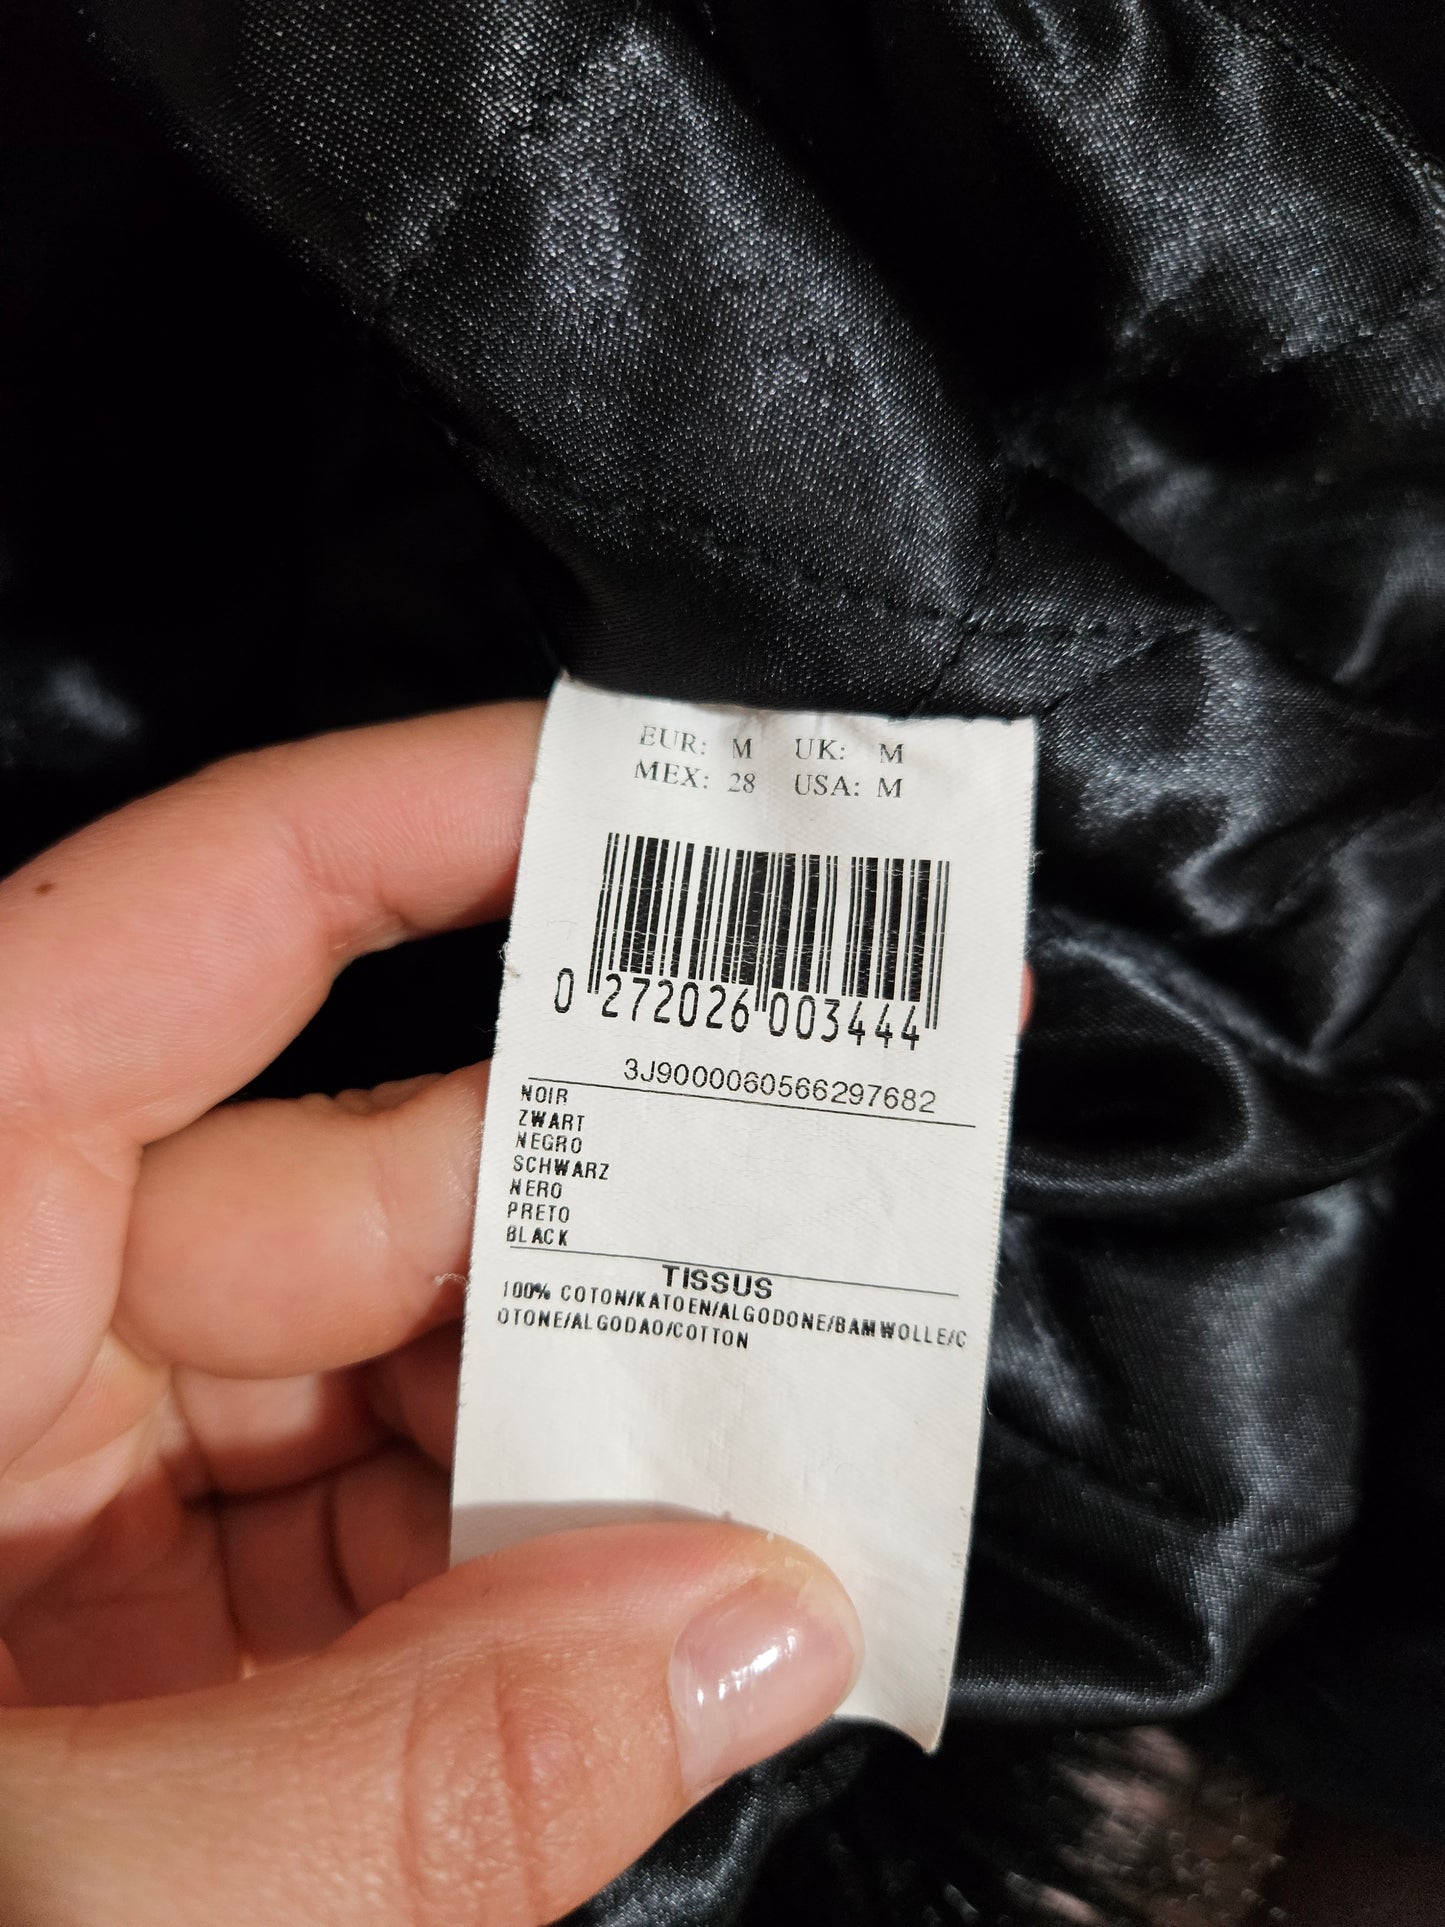 EUR: M UK: M
MEX: 28 USA: M
0 272026 003444
3J9000060566297682
NOIR
ZWART
NEGRO
SCHWARZ
NERO
PRETO
BLACK
TISSUS
100% COTON/KATOEN/ALGODONE/BAMWOLLE/C
OTONE/ALGODAO/COTTON